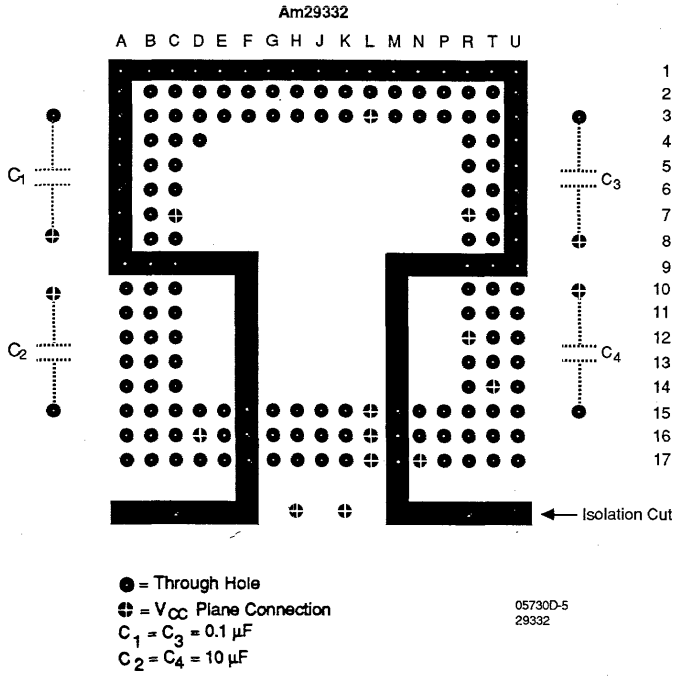 Am29332
A B C D E F G H J K L M N P R T U
1
2
3
4
5
6
7
8
9
10
11
12
13
14
15
16
17
C1
C3
C2
C4
Isolation Cut
= Through Hole
= VCC Plane Connection
C1 = C3 = 0.1 µF
C2 = C4 = 10 µF
05730D-5
29332